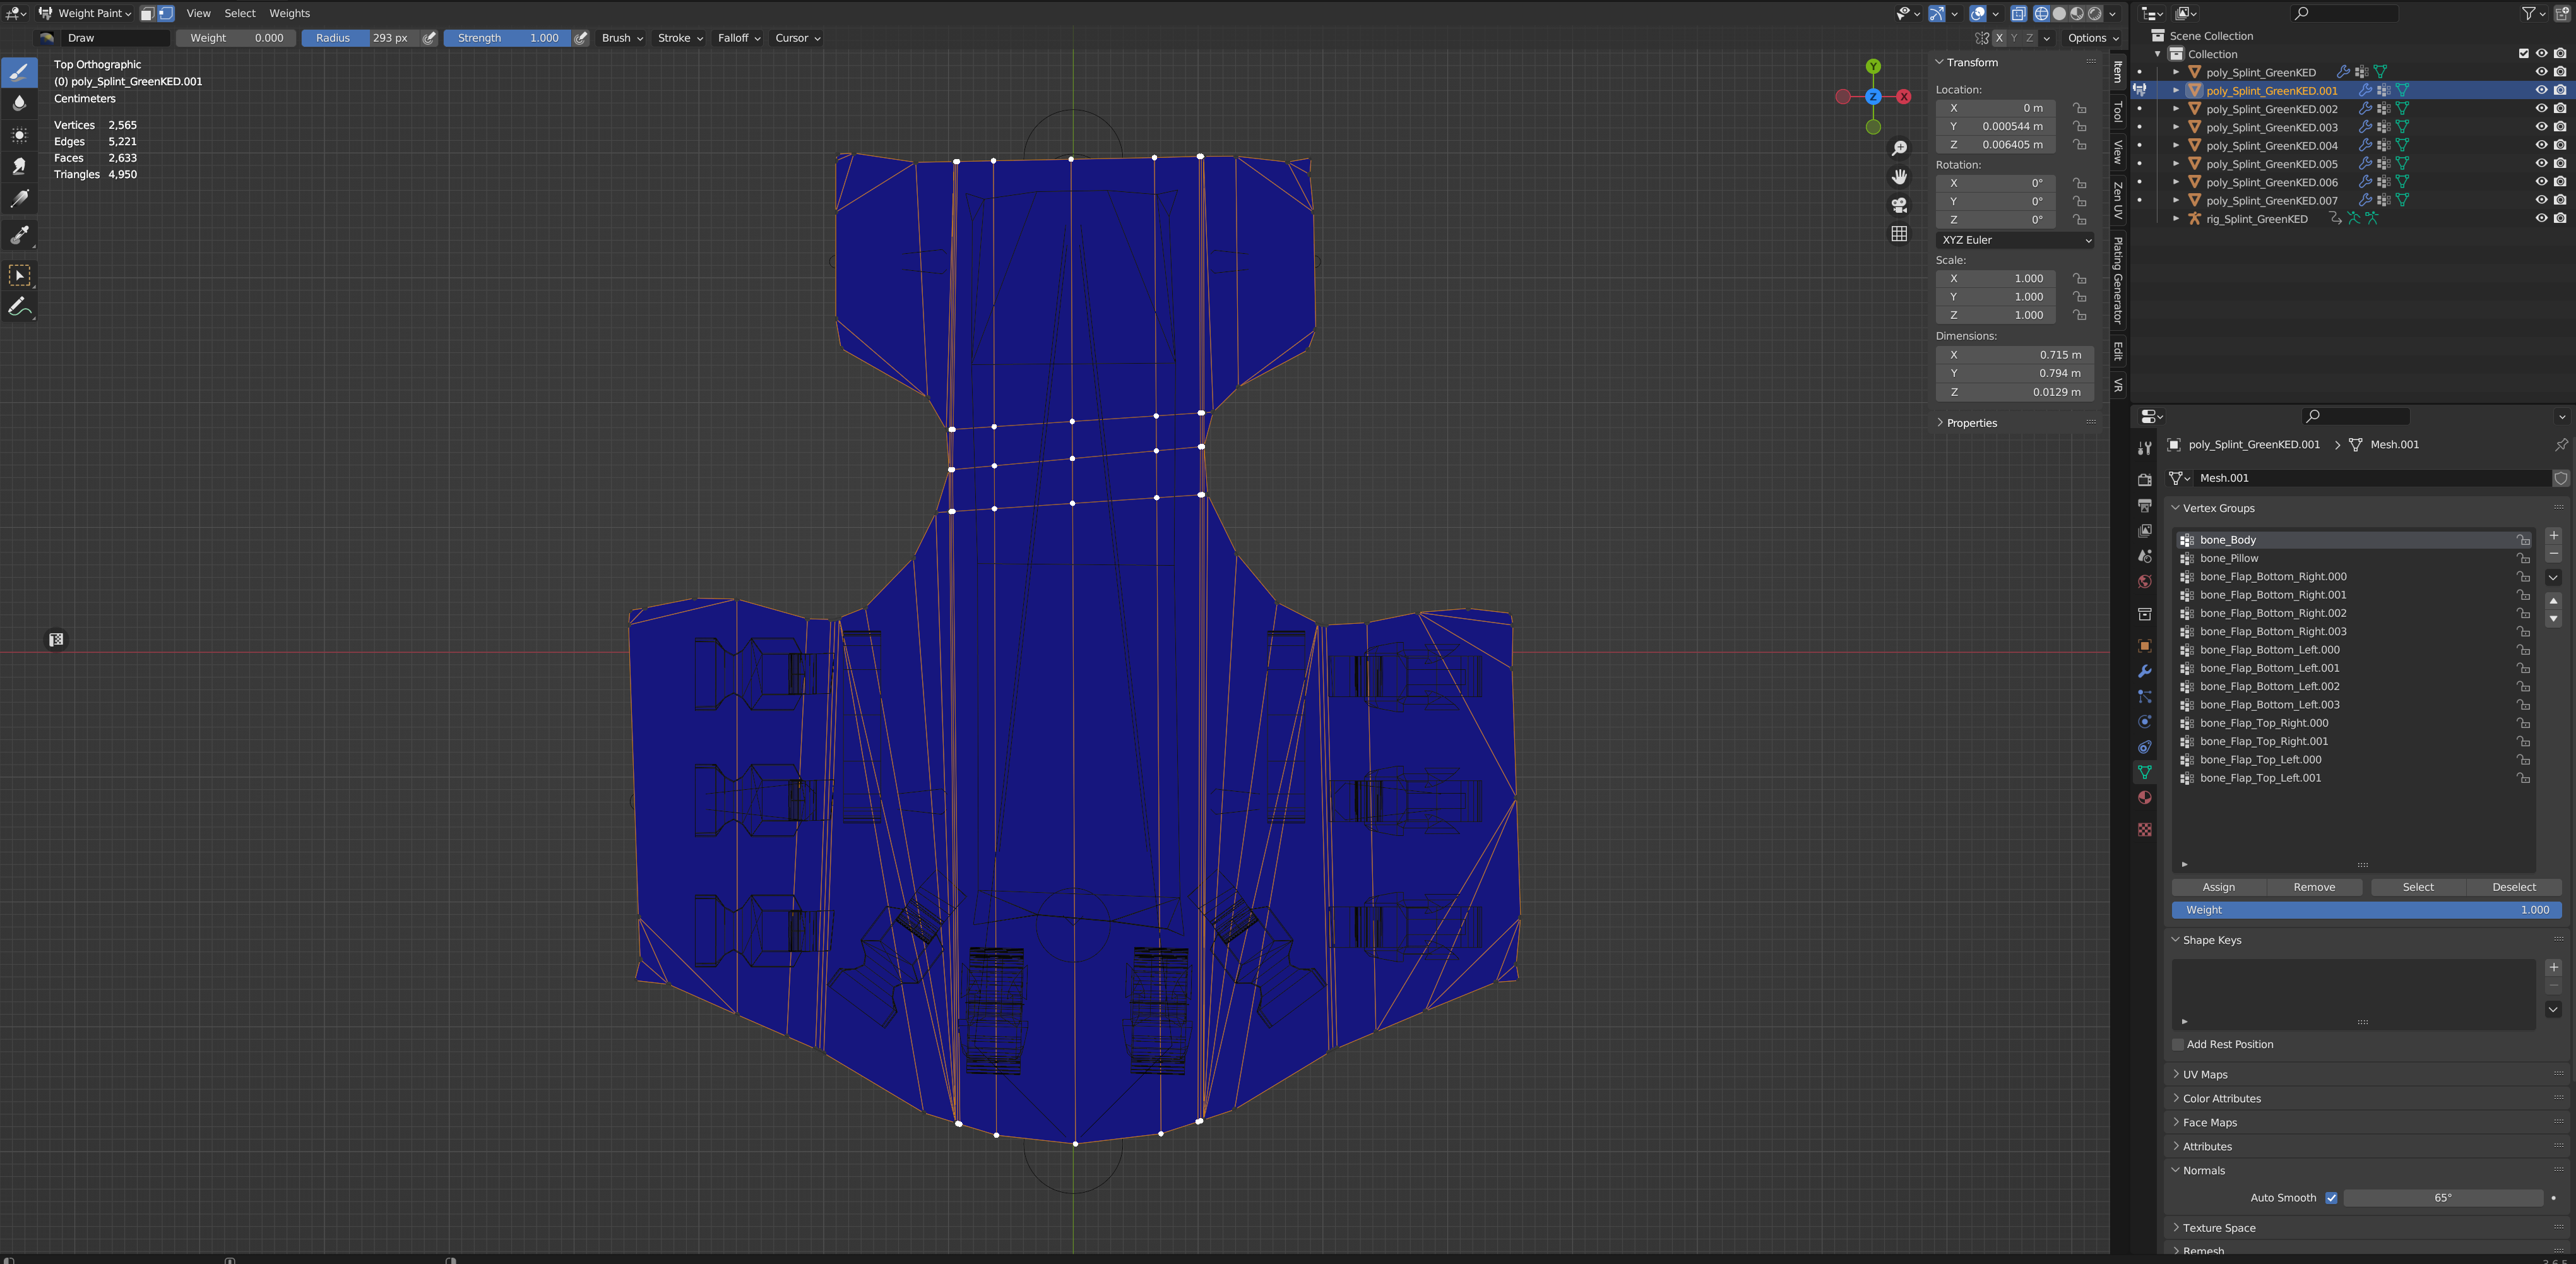 Weight Paint View Select Weights
Draw Weight 0.000 Radius 293 px Strength 1.000 Brush Stroke Falloff Cursor X Y Z Options
Top Orthographic
(0) poly_Splint_GreenKED.001
Centimeters
Vertices 2,565
Edges 5,221
Faces 2,633
Triangles 4,950
Y
Z X
Transform
Location:
X 0 m
Y 0.000544 m
Z 0.006405 m
Rotation:
X 0°
Y 0°
Z 0°
XYZ Euler
Scale:
X 1.000
Y 1.000
Z 1.000
Dimensions:
X 0.715 m
Y 0.794 m
Z 0.0129 m
Properties
Item
Tool
View
Zen UV
Plating Generator
Edit
VR
Scene Collection
Collection
poly_Splint_GreenKED
poly_Splint_GreenKED.001
poly_Splint_GreenKED.002
poly_Splint_GreenKED.003
poly_Splint_GreenKED.004
poly_Splint_GreenKED.005
poly_Splint_GreenKED.006
poly_Splint_GreenKED.007
rig_Splint_GreenKED
poly_Splint_GreenKED.001 Mesh.001
Mesh.001
Vertex Groups
bone_Body
bone_Pillow
bone_Flap_Bottom_Right.000
bone_Flap_Bottom_Right.001
bone_Flap_Bottom_Right.002
bone_Flap_Bottom_Right.003
bone_Flap_Bottom_Left.000
bone_Flap_Bottom_Left.001
bone_Flap_Bottom_Left.002
bone_Flap_Bottom_Left.003
bone_Flap_Top_Right.000
bone_Flap_Top_Right.001
bone_Flap_Top_Left.000
bone_Flap_Top_Left.001
Assign Remove Select Deselect
Weight 1.000
Shape Keys
Add Rest Position
UV Maps
Color Attributes
Face Maps
Attributes
Normals
Auto Smooth 65°
Texture Space
Remesh